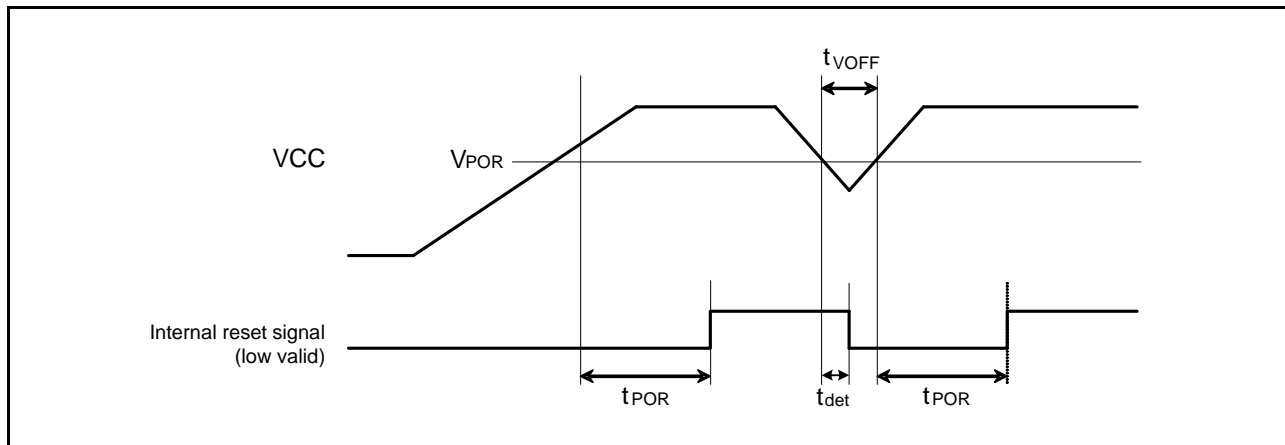 tVOFF
VCC
VPOR
Internal reset signal
(low valid)
tPOR
tdet
tPOR